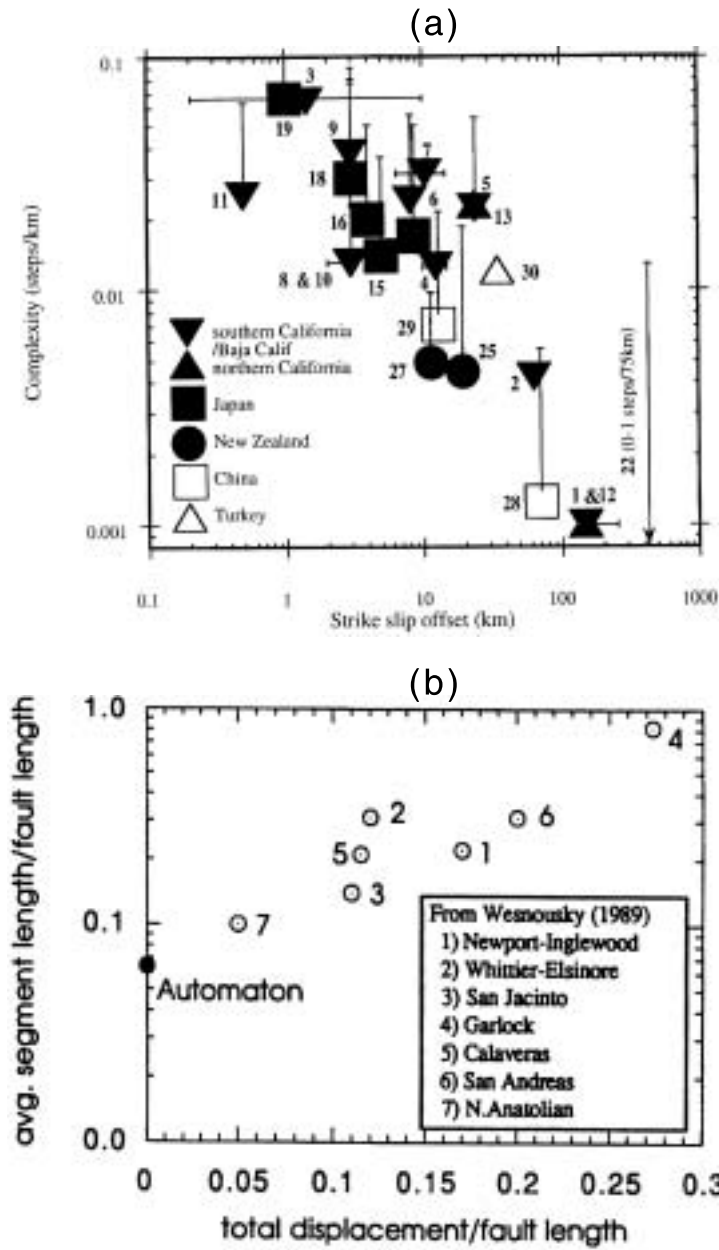 (a)
0.1
3
19
9
18
11
5
6
13
16
8 & 10
15
4
30
0.01
29
27
25
2
22 (0-1 steps/75km)
28
1 &12
0.001
Complexity (steps/km)
southern California
/Baja Calif
northern California
Japan
New Zealand
China
Turkey
0.1
1
10
100
1000
Strike slip offset (km)
(b)
avg. segment length/fault length
1.0
4
2
6
5
1
3
7
0.1
Automaton
From Wesnousky (1989)
1) Newport-Inglewood
2) Whittier-Elsinore
3) San Jacinto
4) Garlock
5) Calaveras
6) San Andreas
7) N.Anatolian
0.0
0 0.05 0.1 0.15 0.2 0.25 0.3
total displacement/fault length